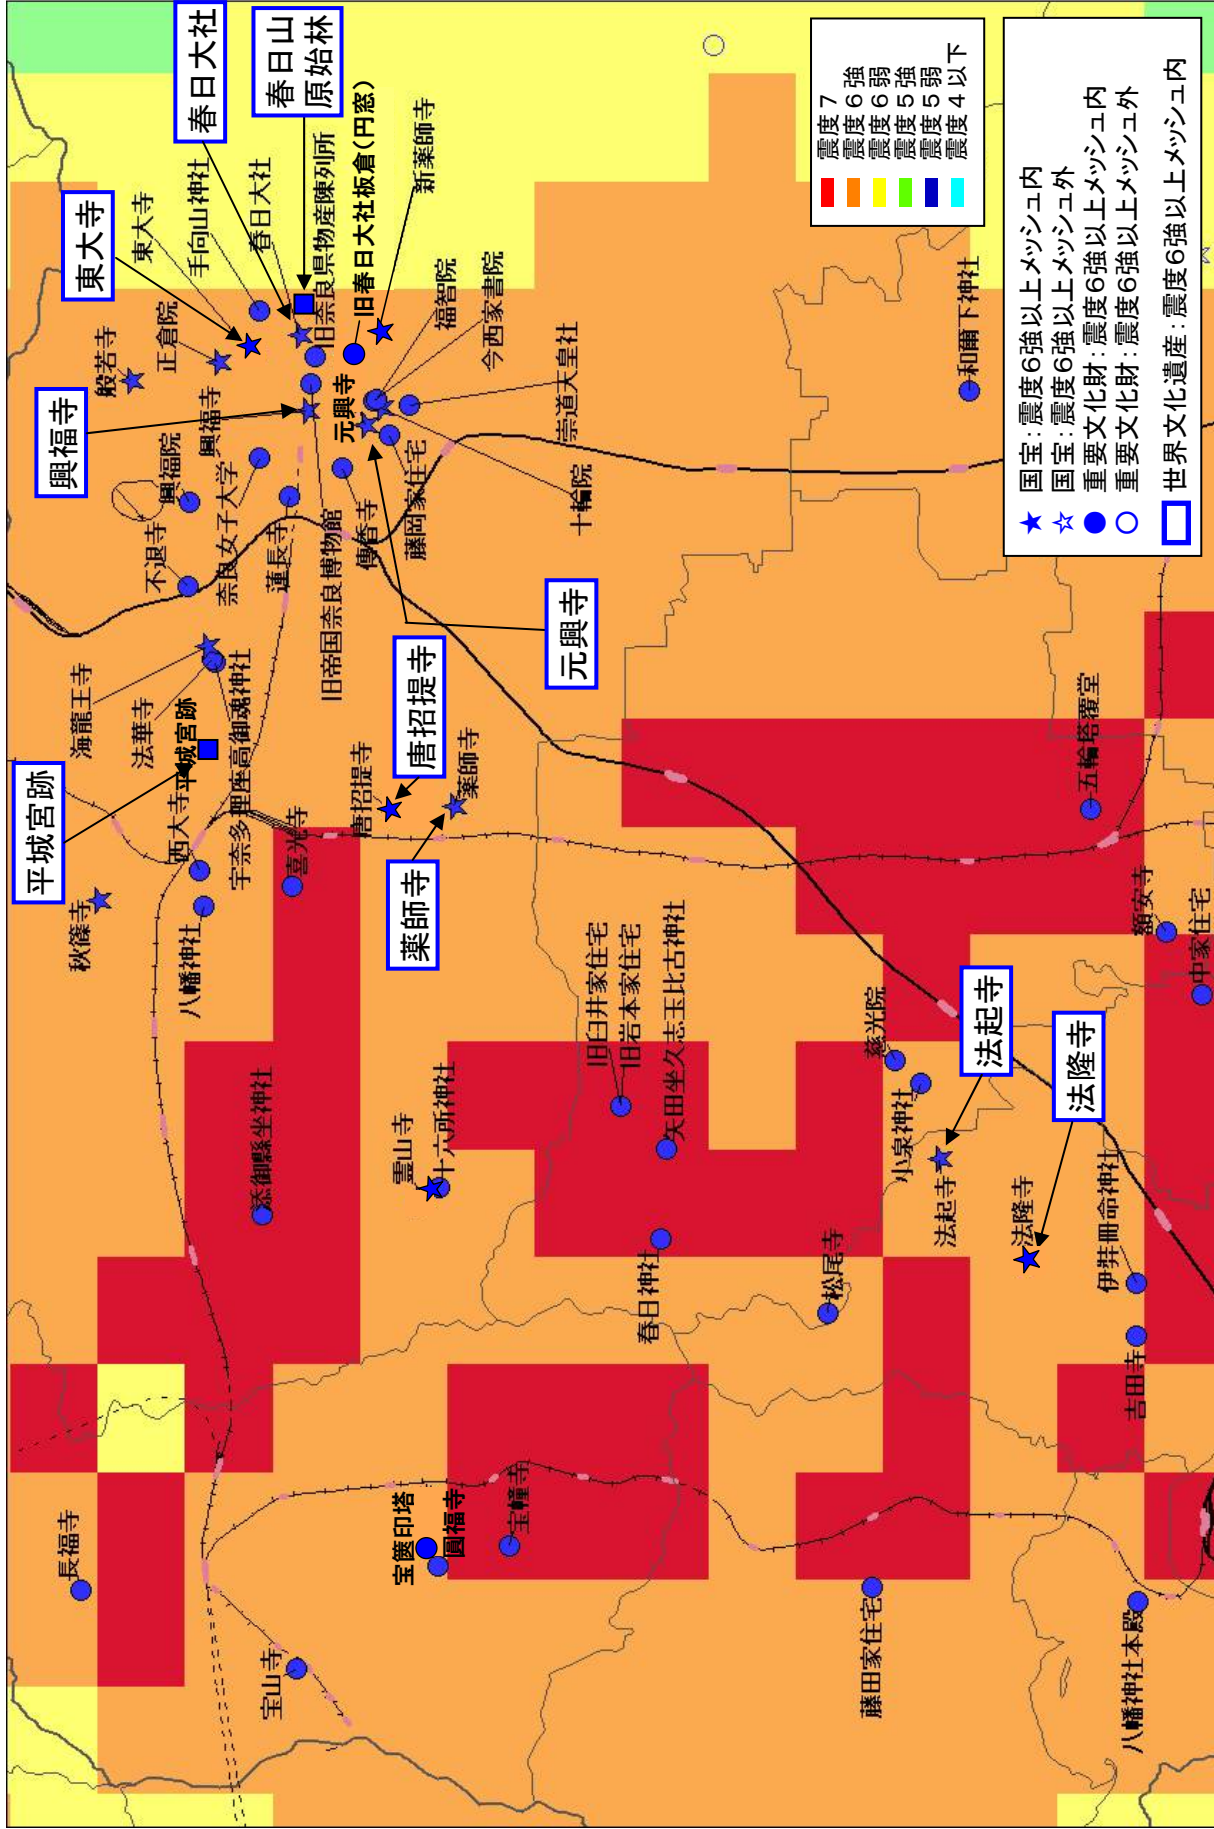 平城宮跡
興福寺
東大寺
春日大社
春日山
原始林
唐招提寺
薬師寺
元興寺
法起寺
法隆寺
長福寺
宝山寺
宝篋印塔
圓福寺
宝幢寺
藤田家住宅
八幡神社本殿
吉田寺
伊弉冊命神社
法隆寺
法起寺
小泉神社
慈光院
松尾寺
春日神社
矢田坐久志玉比古神社
旧岩本家住宅
旧臼井家住宅
霊山寺
十六所神社
添御縣坐神社
秋篠寺
八幡神社
西大寺
平城宮跡
宇奈多理座高御魂神社
喜光寺
法華寺
海龍王寺
唐招提寺
薬師寺
不退寺
興福院
奈良女子大学
蓮長寺
旧帝国奈良博物館
傳香寺
藤岡家住宅
元興寺
十輪院
崇道天皇社
今西家書院
福智院
新薬師寺
旧春日大社板倉（円窓）
旧奈良県物産陳列所
春日大社
手向山神社
東大寺
正倉院
興福寺
般若寺
和爾下神社
五輪塔覆堂
額安寺
中家住宅
震度７
震度６強
震度６弱
震度５強
震度５弱
震度４以下
国宝：震度６強以上メッシュ内
国宝：震度６強以上メッシュ外
重要文化財：震度６強以上メッシュ内
重要文化財：震度６強以上メッシュ外
世界文化遺産：震度６強以上メッシュ内